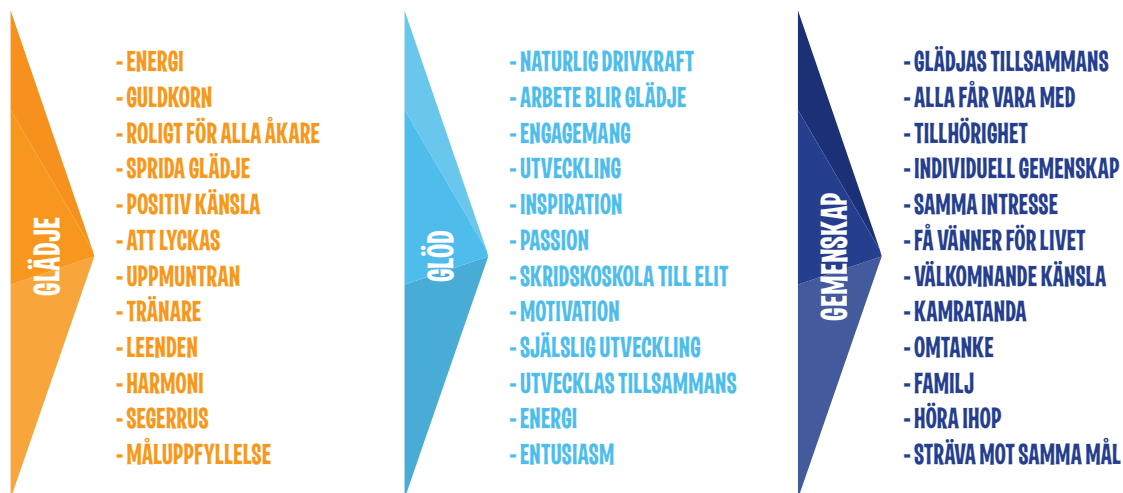 GLÄDJE
- ENERGI
- GULDKORN
- ROLIGT FÖR ALLA ÅKARE
- SPRIDA GLÄDJE
- POSITIV KÄNSLA
- ATT LYCKAS
- UPPMUNTRAN
- TRÄNARE
- LEENDEN
- HARMONI
- SEGERRUS
- MÅLUPPFYLLELSE
GLÖD
- NATURLIG DRIVKRAFT
- ARBETE BLIR GLÄDJE
- ENGAGEMANG
- UTVECKLING
- INSPIRATION
- PASSION
- SKRIDSKOSKOLA TILL ELIT
- MOTIVATION
- SJÄLSLIG UTVECKLING
- UTVECKLAS TILLSAMMANS
- ENERGI
- ENTUSIASM
GEMENSKAP
- GLÄDJAS TILLSAMMANS
- ALLA FÅR VARA MED
- TILLHÖRIGHET
- INDIVIDUELL GEMENSKAP
- SAMMA INTRESSE
- FÅ VÄNNER FÖR LIVET
- VÄLKOMNANDE KÄNSLA
- KAMRATANDA
- OMTANKE
- FAMILJ
- HÖRA IHOP
- STRÄVA MOT SAMMA MÅL